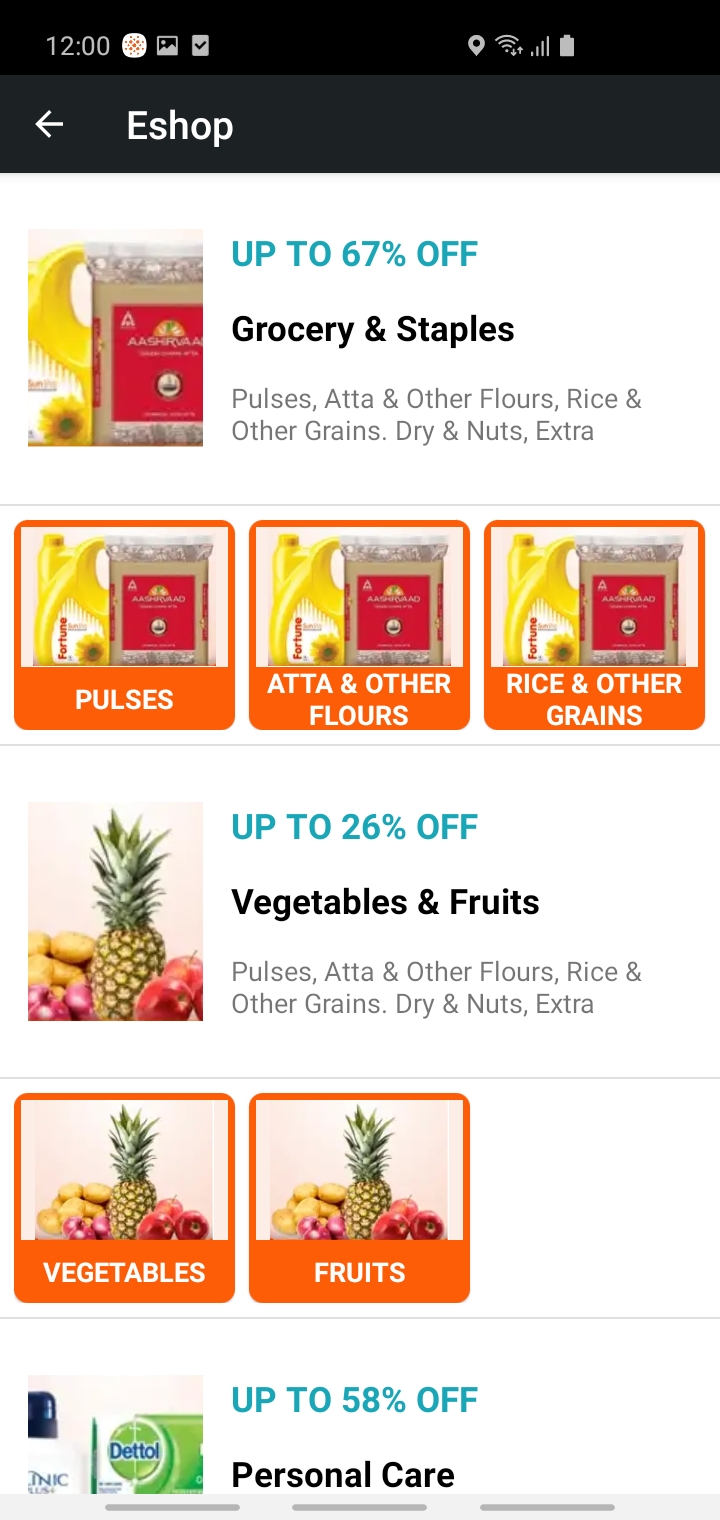 12:00
Eshop
UP TO 67% OFF
AASHIRVAA
Grocery & Staples
Pulses, Atta & Other Flours, Rice &
Other Grains. Dry & Nuts, Extra
Fortune
AASHIRVAAD
PULSES
Fortune
AASHIRVAAD
ATTA & OTHER
FLOURS
Fortune
AASHIRVAAD
RICE & OTHER
GRAINS
UP TO 26% OFF
Vegetables & Fruits
Pulses, Atta & Other Flours, Rice &
Other Grains. Dry & Nuts, Extra
VEGETABLES
FRUITS
UP TO 58% OFF
Dettol
INIC
PLUS+
Personal Care